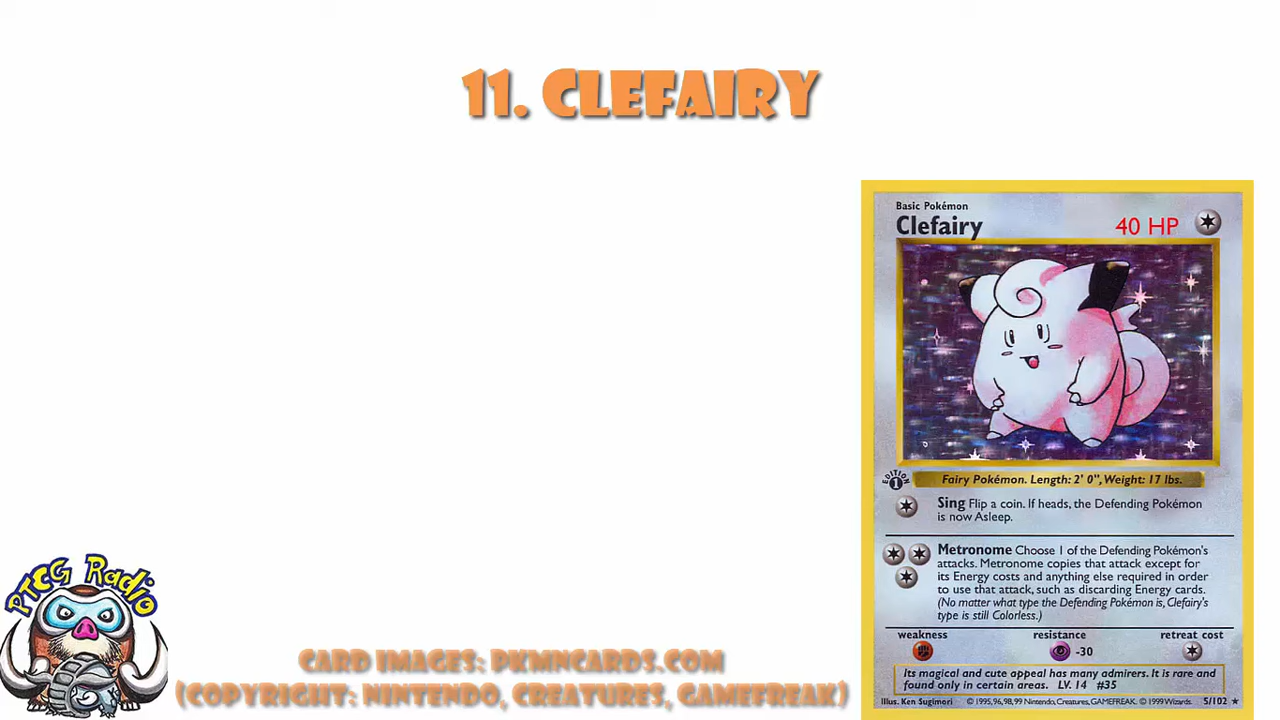 11. CLEFAIRY
Basic Pokémon
Clefairy 40 HP
EDITION
1
Fairy Pokémon. Length: 2' 0", Weight: 17 lbs.
Sing Flip a coin. If heads, the Defending Pokémon
is now Asleep.
Metronome Choose 1 of the Defending Pokémon's
attacks. Metronome copies that attack except for
its Energy costs and anything else required in order
to use that attack, such as discarding Energy cards.
(No matter what type the Defending Pokémon is, Clefairy's
type is still Colorless.)
weakness resistance retreat cost
-30
Its magical and cute appeal has many admirers. It is rare and
found only in certain areas. LV. 14 #35
Illus. Ken Sugimori © 1995, 96, 98, 99 Nintendo, Creatures, GAMEFREAK. © 1999 Wizards. 5/102 ★
PTCG Radio
CARD IMAGES: PKMNCARDS.COM
(COPYRIGHT: NINTENDO, CREATURES, GAMEFREAK)